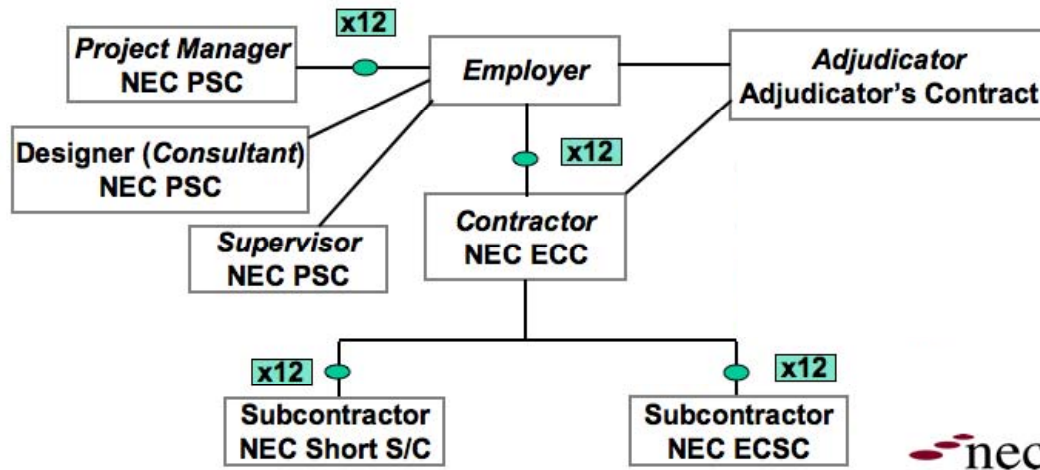 x12
Project Manager
NEC PSC
Employer
Adjudicator
Adjudicator's Contract
Designer (Consultant)
NEC PSC
x12
Supervisor
NEC PSC
Contractor
NEC ECC
x12
x12
Subcontractor
NEC Short S/C
Subcontractor
NEC ECSC
nec